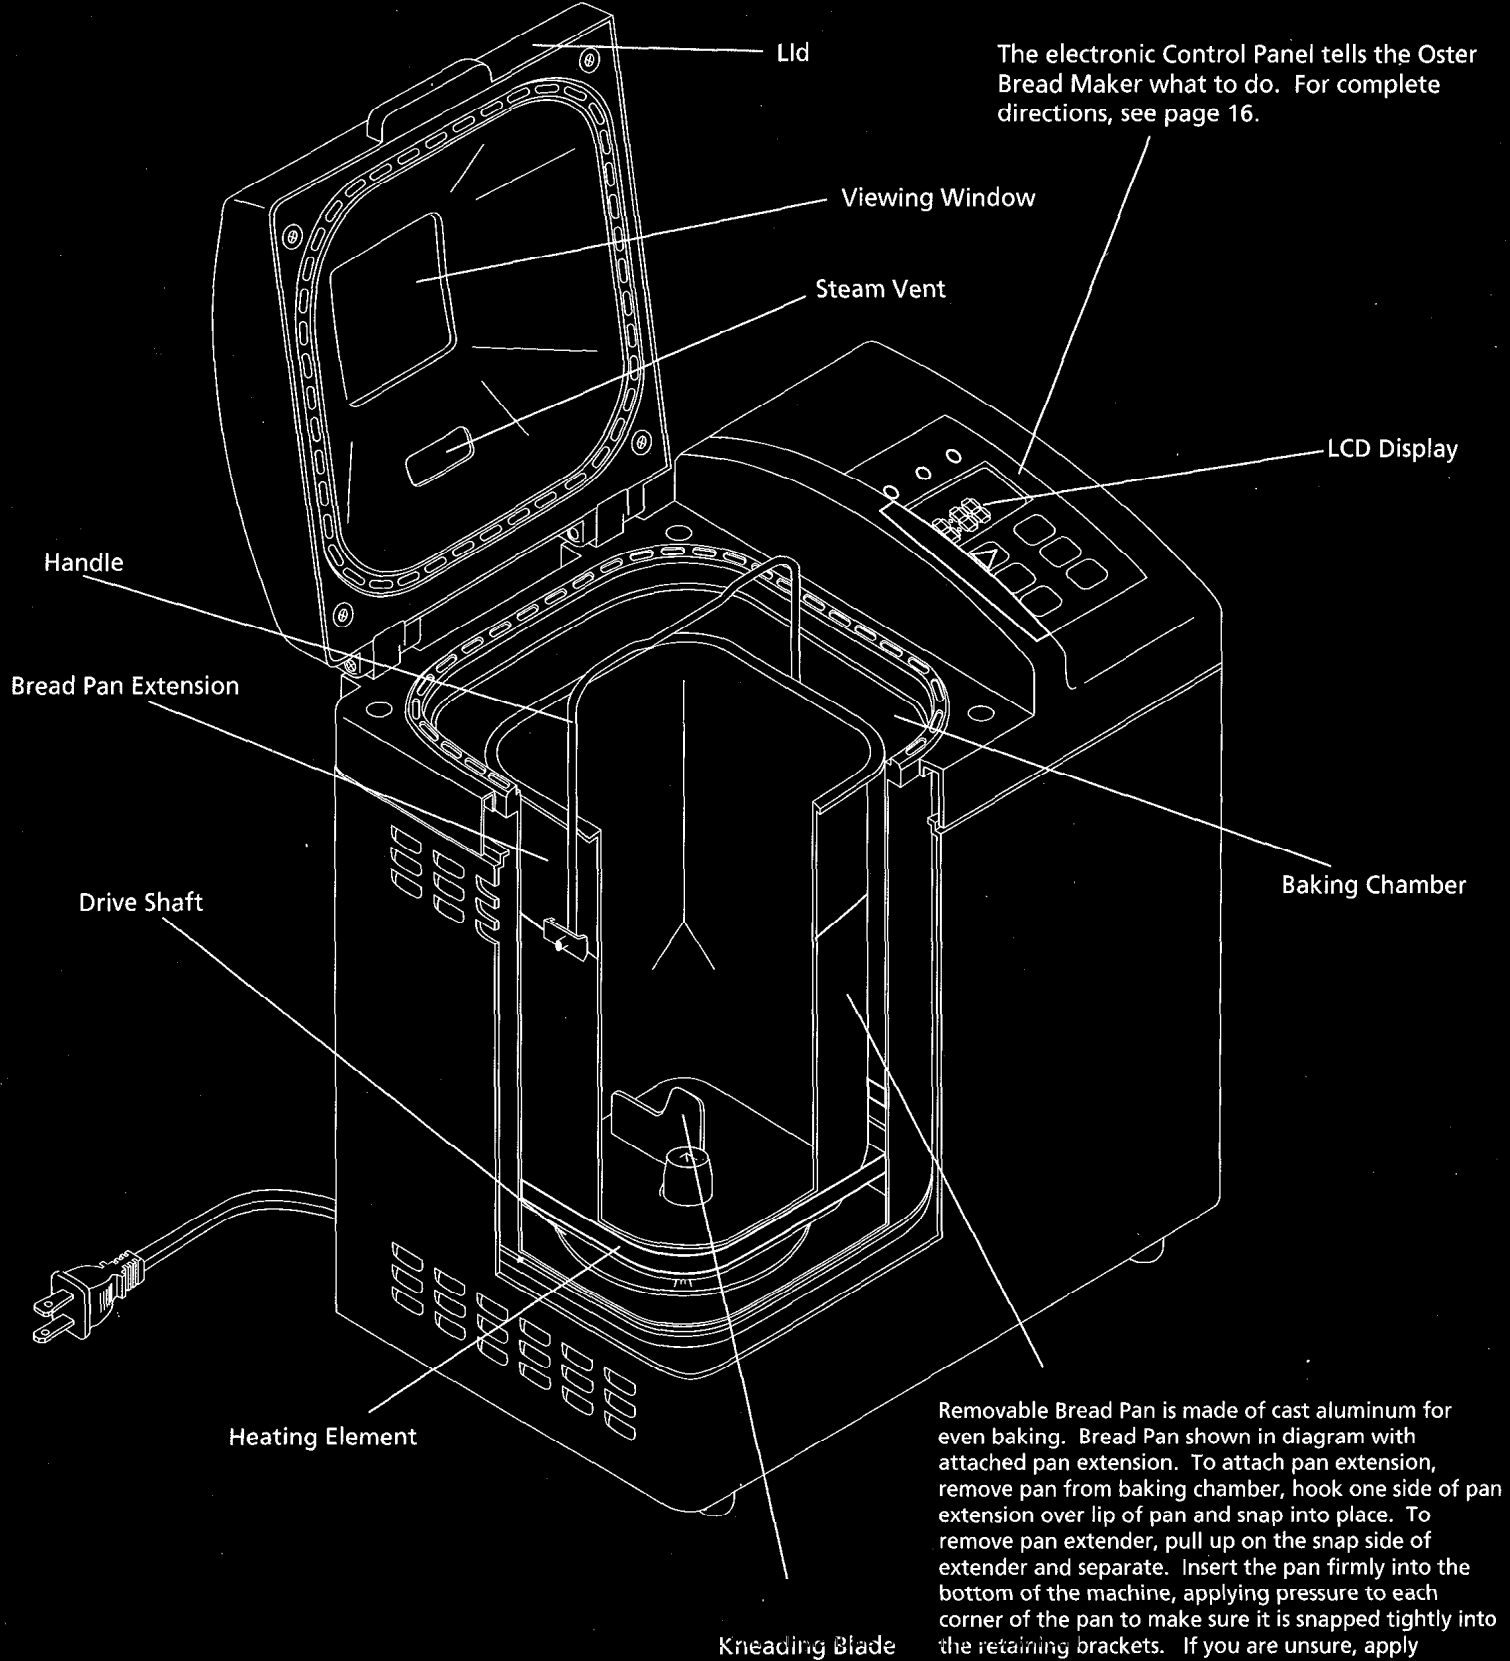 Lid
The electronic Control Panel tells the Oster
Bread Maker what to do. For complete
directions, see page 16.
Viewing Window
Steam Vent
LCD Display
Handle
Bread Pan Extension
Baking Chamber
Drive Shaft
Heating Element
Removable Bread Pan is made of cast aluminum for
even baking. Bread Pan shown in diagram with
attached pan extension. To attach pan extension,
remove pan from baking chamber, hook one side of pan
extension over lip of pan and snap into place. To
remove pan extender, pull up on the snap side of
extender and separate. Insert the pan firmly into the
bottom of the machine, applying pressure to each
corner of the pan to make sure it is snapped tightly into
the retaining brackets. If you are unsure, apply
Kneading Blade